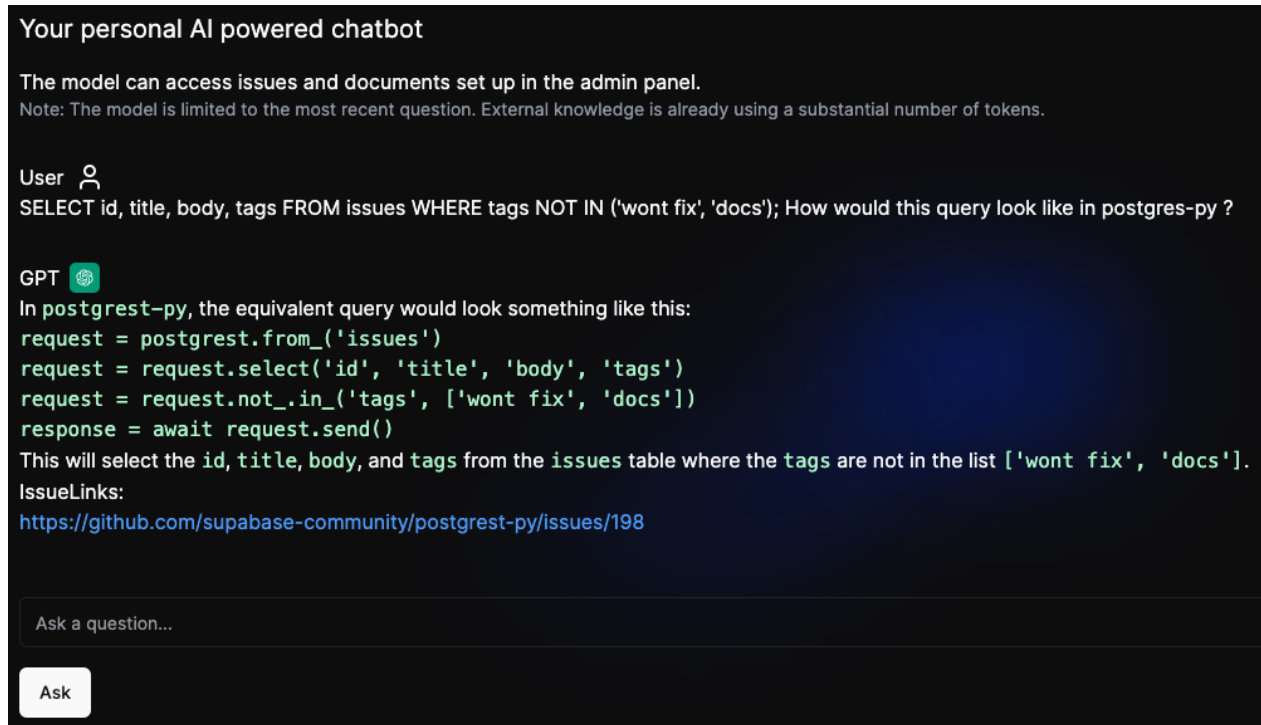 Your personal AI powered chatbot
The model can access issues and documents set up in the admin panel.
Note: The model is limited to the most recent question. External knowledge is already using a substantial number of tokens.
User
SELECT id, title, body, tags FROM issues WHERE tags NOT IN ('wont fix', 'docs'); How would this query look like in postgres-py ?
GPT
In postgrest-py, the equivalent query would look something like this:
request = postgrest.from_('issues')
request = request.select('id', 'title', 'body', 'tags')
request = request.not_.in_('tags', ['wont fix', 'docs'])
response = await request.send()
This will select the id, title, body, and tags from the issues table where the tags are not in the list ['wont fix', 'docs'].
IssueLinks:
https://github.com/supabase-community/postgrest-py/issues/198
Ask a question...
Ask